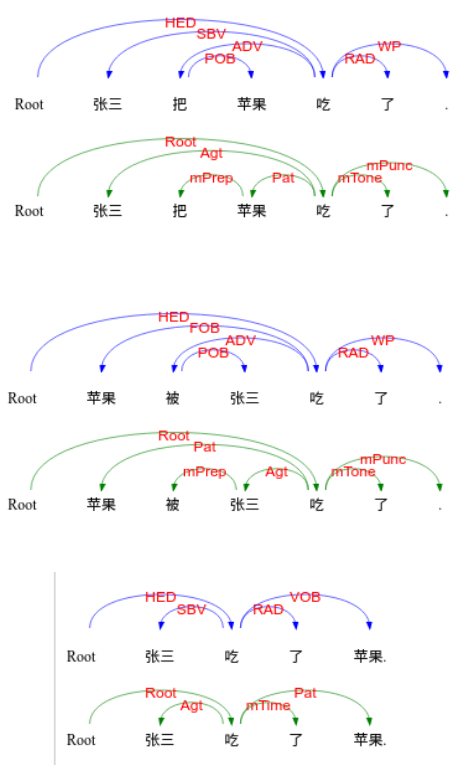 HED
SBV
ADV WP
POB RAD
Root 张三 把 苹果 吃 了 .
Root
Agt
mPunc
mPrep Pat mTone
Root 张三 把 苹果 吃 了 .
HED
FOB
ADV WP
POB RAD
Root 苹果 被 张三 吃 了 .
Root
Pat
mPunc
mPrep Agt mTone
Root 苹果 被 张三 吃 了 .
HED VOB
SBV RAD
Root 张三 吃 了 苹果.
Root Pat
Agt mTime
Root 张三 吃 了 苹果.